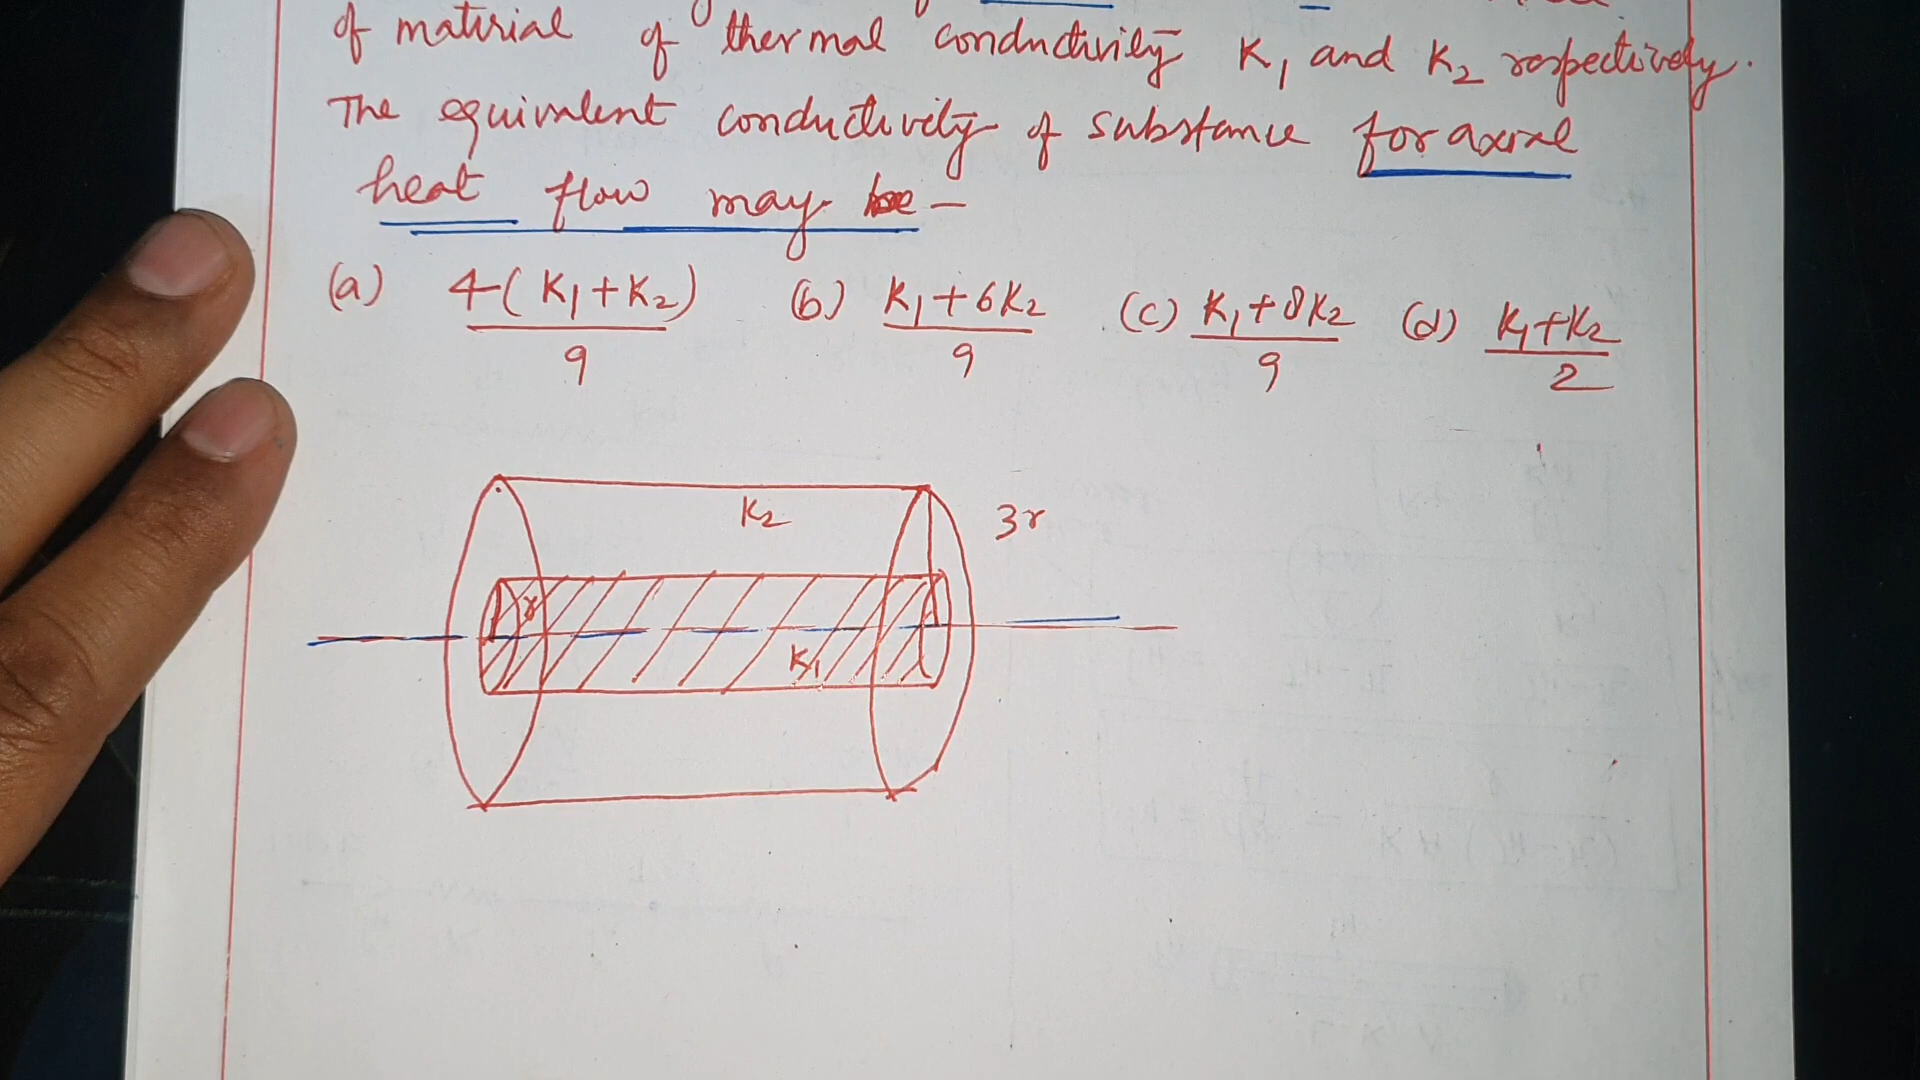 of material of thermal conductivity K1 and K2 respectively.
The equivalent conductivity of substance for axial
heat flow may be –
(a) 4(K1+K2)/9 (b) K1+6K2/9 (c) K1+8K2/9 (d) K1+K2/2
K2
3r
r
K1